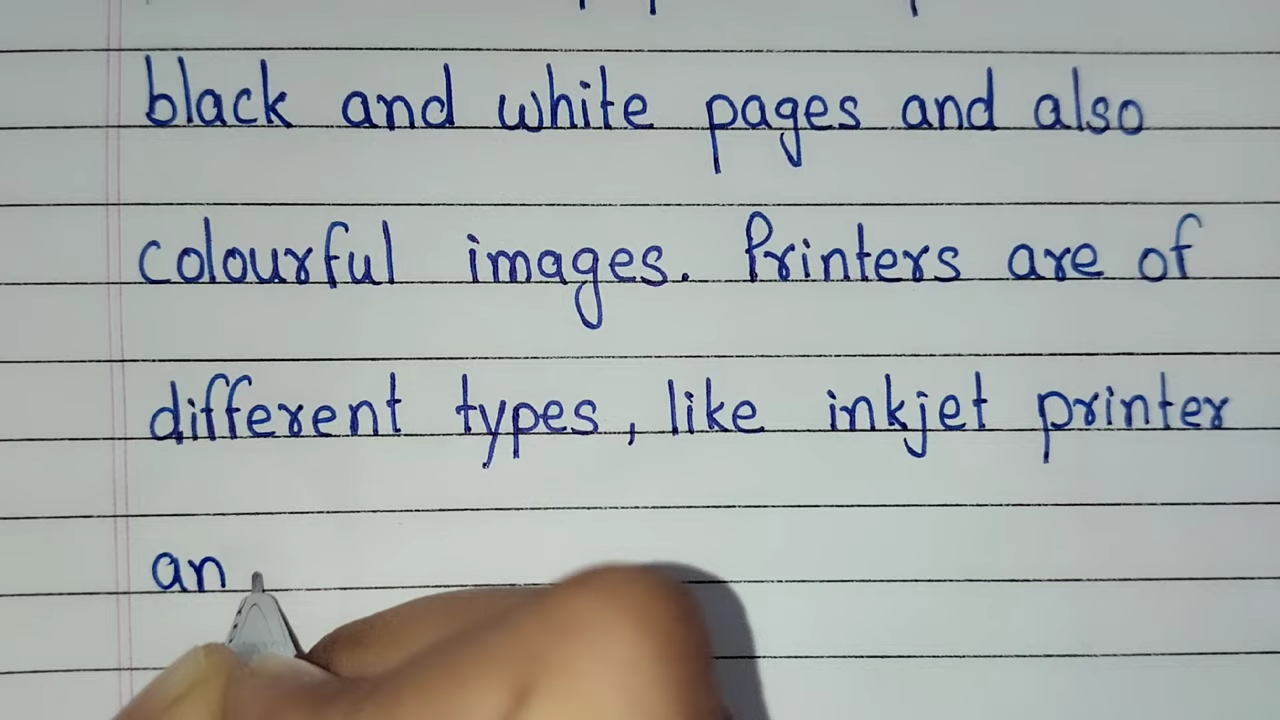 black and white pages and also
colourful images. Printers are of
different types, like inkjet printer
an